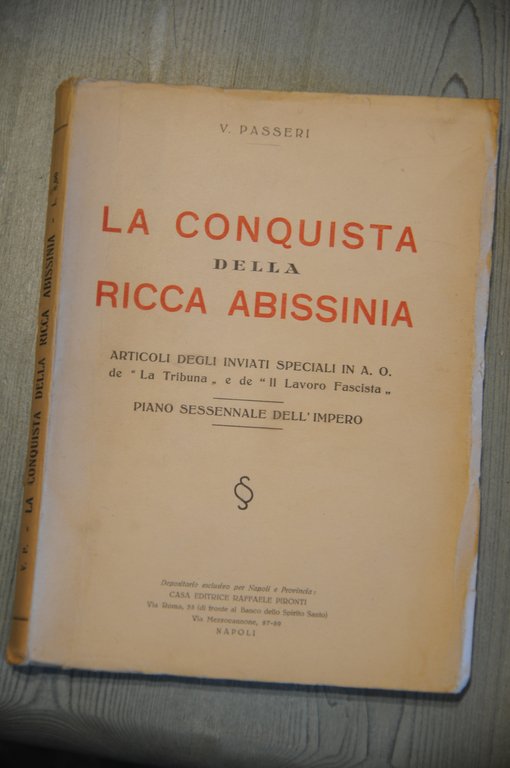 V. PASSERI
LA CONQUISTA
DELLA
RICCA ABISSINIA
ARTICOLI DEGLI INVIATI SPECIALI IN A. O.
de " La Tribuna „ e de " Il Lavoro Fascista „
PIANO SESSENNALE DELL'IMPERO
§
Depositario esclusivo per Napoli e Provincia:
CASA EDITRICE RAFFAELE PIRONTI
Via Roma, 53 (di fronte al Banco dello Spirito Santo)
Via Mezzocannone, 87-89
NAPOLI
V. P. - LA CONQUISTA DELLA RICCA ABISSINIA - L.